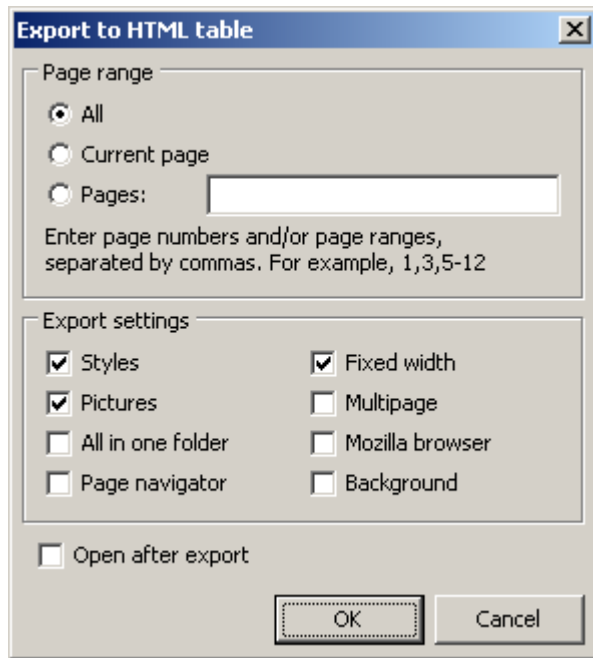 Export to HTML table
Page range
All
Current page
Pages:
Enter page numbers and/or page ranges,
separated by commas. For example, 1,3,5-12
Export settings
Styles
Fixed width
Pictures
Multipage
All in one folder
Mozilla browser
Page navigator
Background
Open after export
OK
Cancel